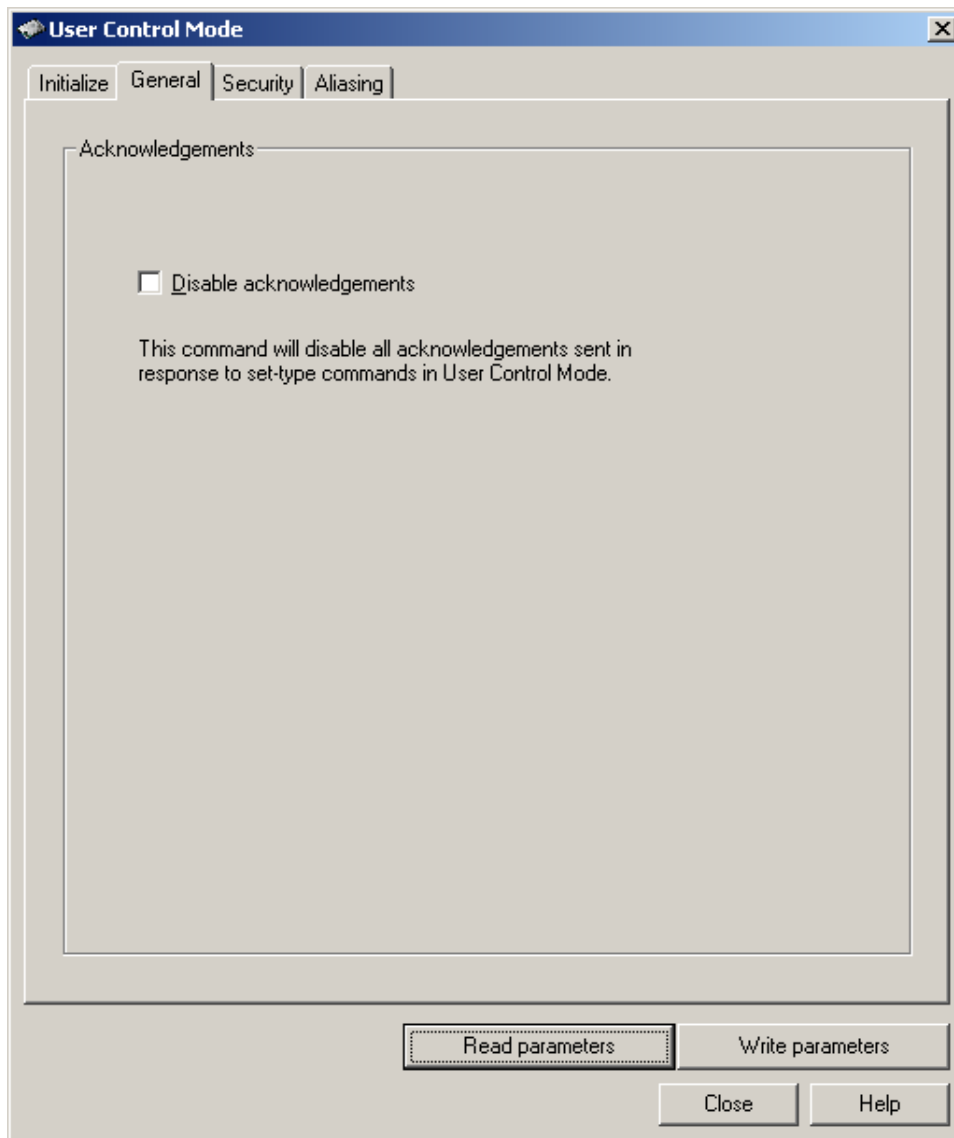 User Control Mode
Initialize General Security Aliasing
Acknowledgements
Disable acknowledgements
This command will disable all acknowledgements sent in
response to set-type commands in User Control Mode.
Read parameters Write parameters
Close Help